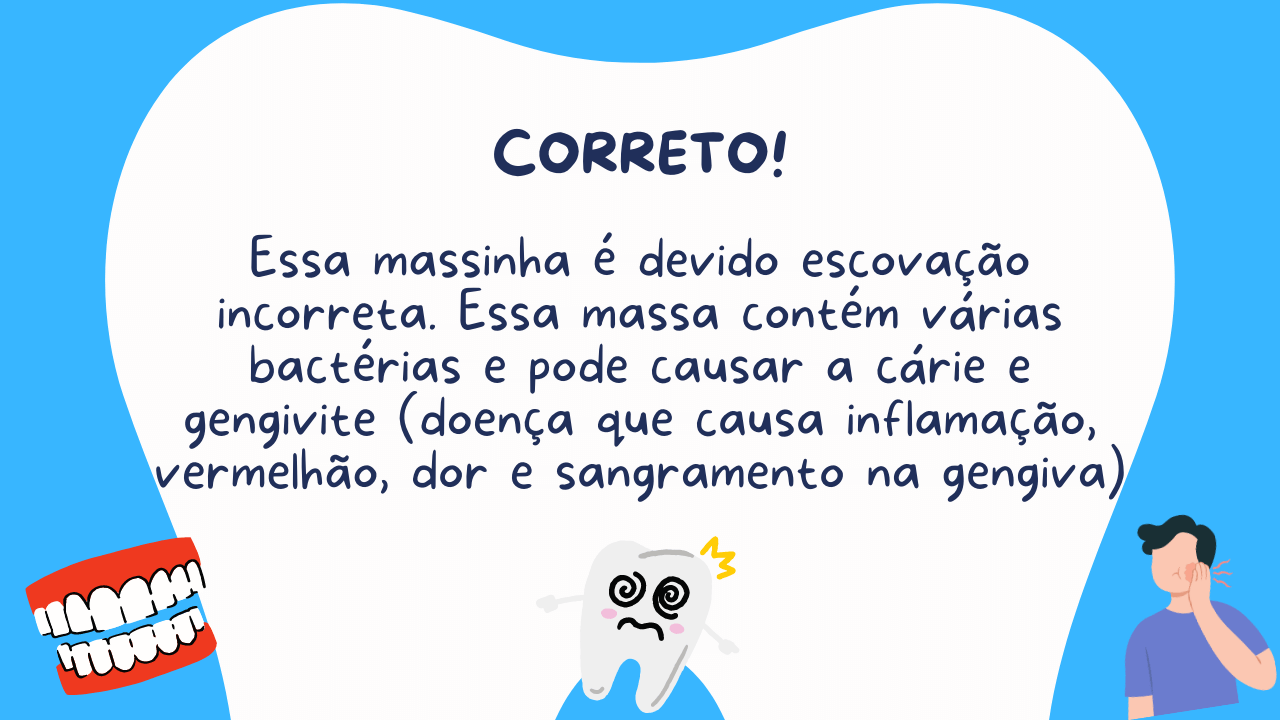 CORRETO!
Essa massinha é devido escovação
incorreta. Essa massa contém várias
bactérias e pode causar a cárie e
gengivite (doença que causa inflamação,
vermelhão, dor e sangramento na gengiva)